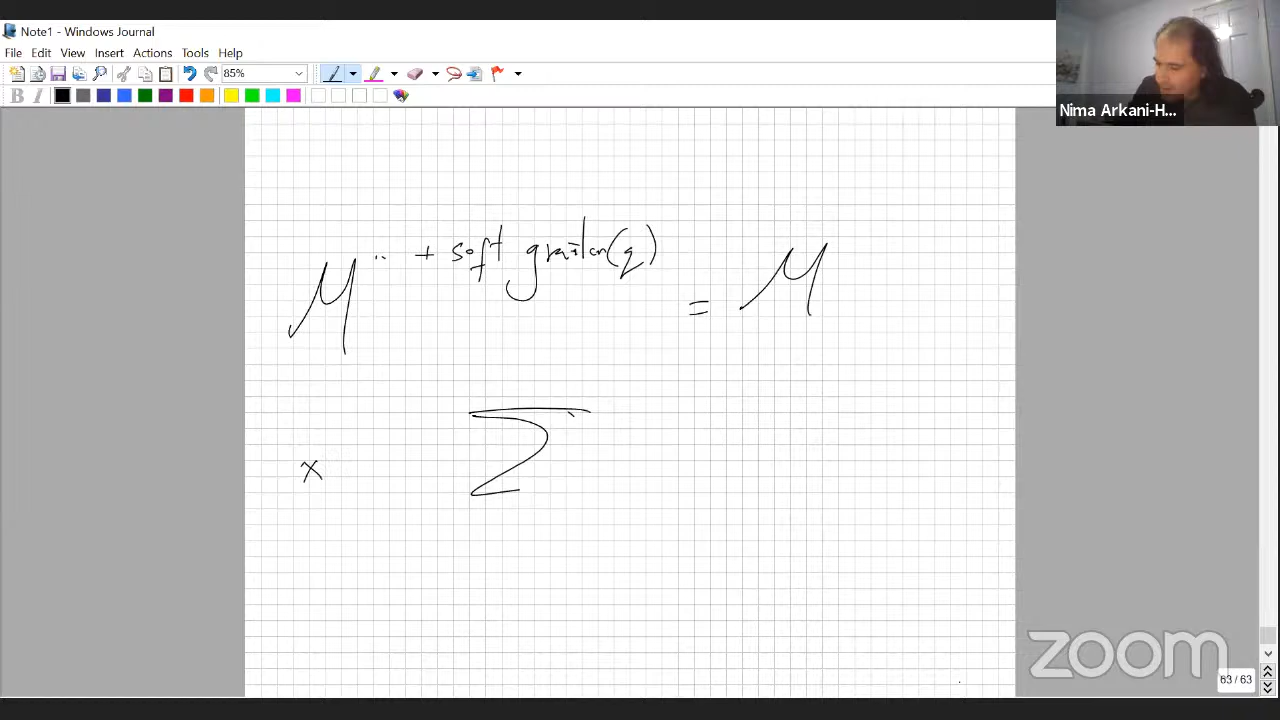 Note1 - Windows Journal
File Edit View Insert Actions Tools Help
85%
B I
Nima Arkani-H...
M .. + soft graviton (q) = M
x Σ
zoom
63 / 63